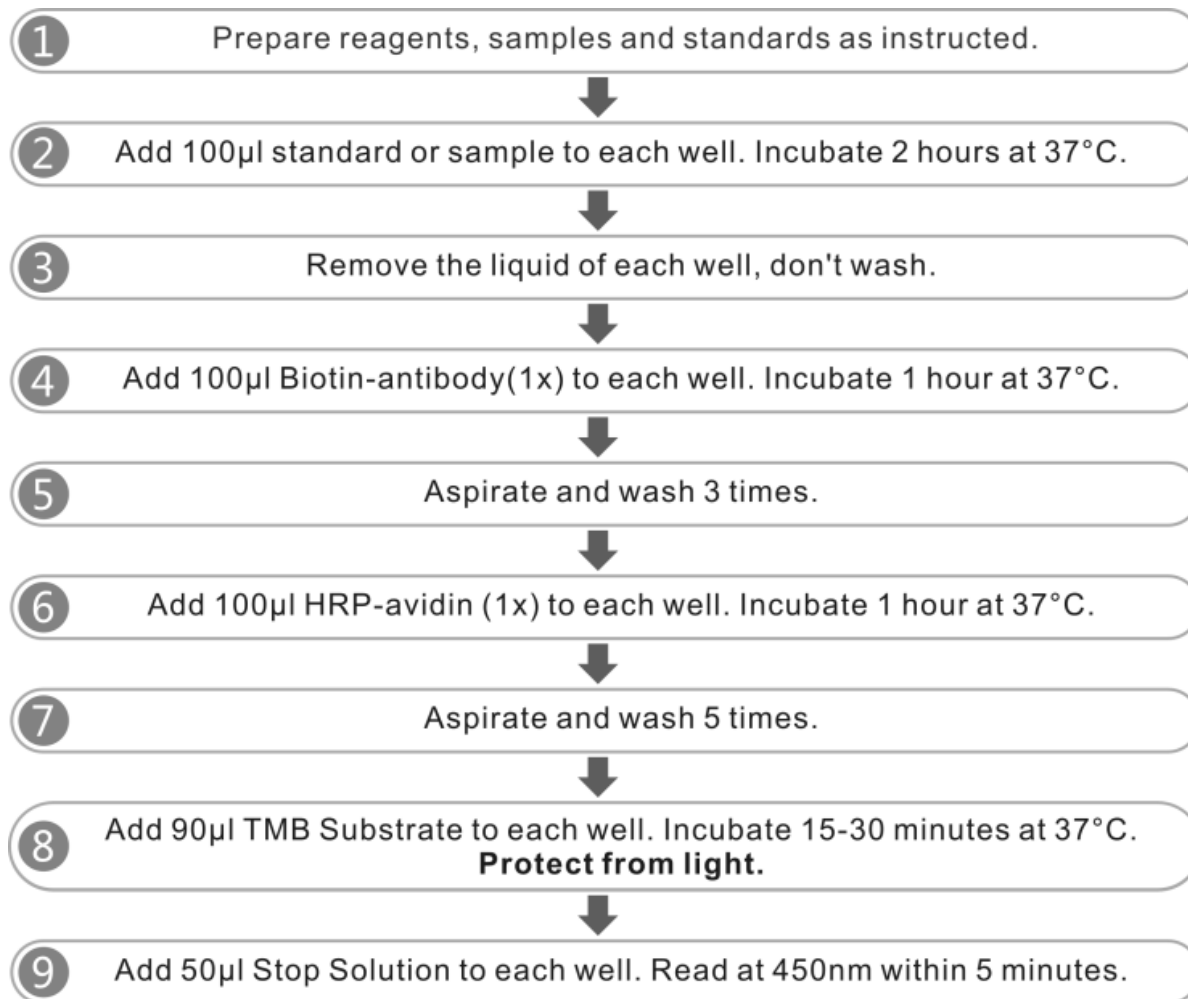 1 Prepare reagents, samples and standards as instructed.
2 Add 100µl standard or sample to each well. Incubate 2 hours at 37°C.
3 Remove the liquid of each well, don't wash.
4 Add 100µl Biotin-antibody(1x) to each well. Incubate 1 hour at 37°C.
5 Aspirate and wash 3 times.
6 Add 100µl HRP-avidin (1x) to each well. Incubate 1 hour at 37°C.
7 Aspirate and wash 5 times.
8 Add 90µl TMB Substrate to each well. Incubate 15-30 minutes at 37°C.
Protect from light.
9 Add 50µl Stop Solution to each well. Read at 450nm within 5 minutes.